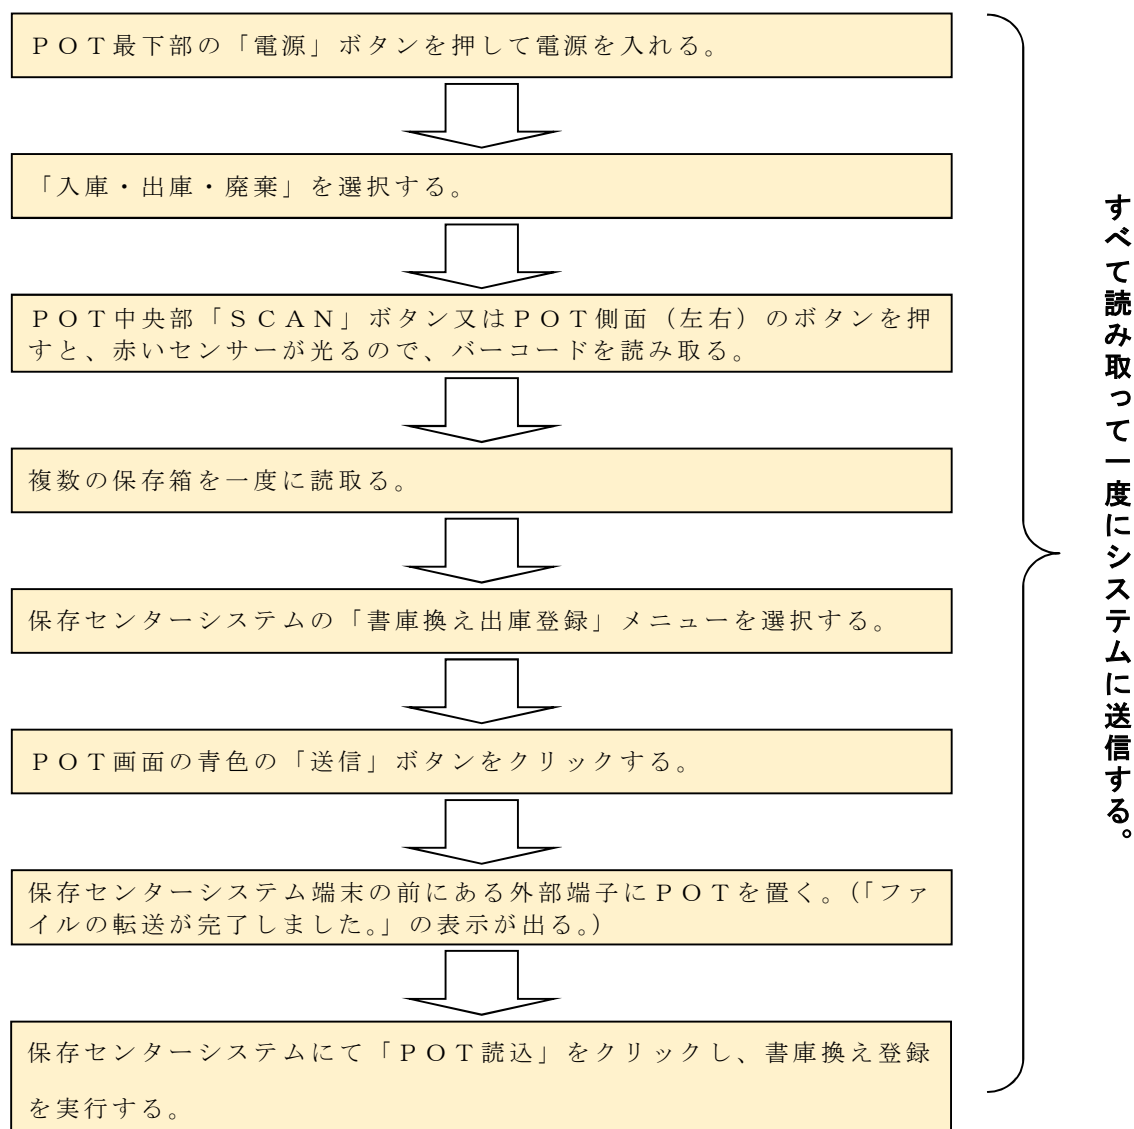 POT最下部の「電源」ボタンを押して電源を入れる。
「入庫・出庫・廃棄」を選択する。
POT中央部「SCAN」ボタン又はPOT側面（左右）のボタンを押
すと、赤いセンサーが光るので、バーコードを読み取る。
複数の保存箱を一度に読取る。
保存センターシステムの「書庫換え出庫登録」メニューを選択する。
POT画面の青色の「送信」ボタンをクリックする。
保存センターシステム端末の前にある外部端子にPOTを置く。（「ファ
イルの転送が完了しました。」の表示が出る。）
保存センターシステムにて「POT読込」をクリックし、書庫換え登録
を実行する。
すべて読み取って一度にシステムに送信する。